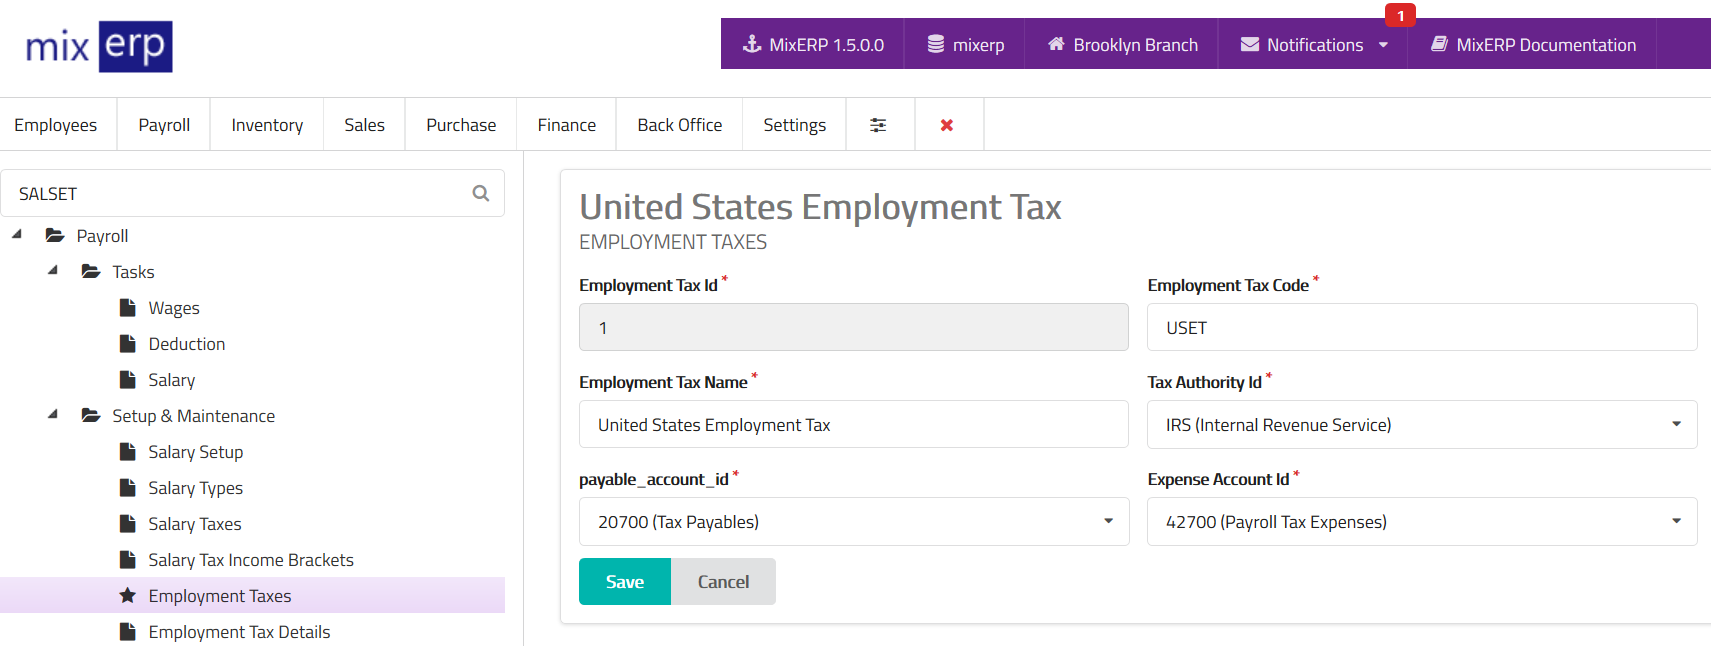 mix erp
1
MixERP 1.5.0.0 mixerp Brooklyn Branch Notifications MixERP Documentation
Employees Payroll Inventory Sales Purchase Finance Back Office Settings
SALSET
Payroll
Tasks
Wages
Deduction
Salary
Setup & Maintenance
Salary Setup
Salary Types
Salary Taxes
Salary Tax Income Brackets
Employment Taxes
Employment Tax Details
United States Employment Tax
EMPLOYMENT TAXES
Employment Tax Id * Employment Tax Code *
1 USET
Employment Tax Name * Tax Authority Id *
United States Employment Tax IRS (Internal Revenue Service)
payable_account_id * Expense Account Id *
20700 (Tax Payables) 42700 (Payroll Tax Expenses)
Save Cancel